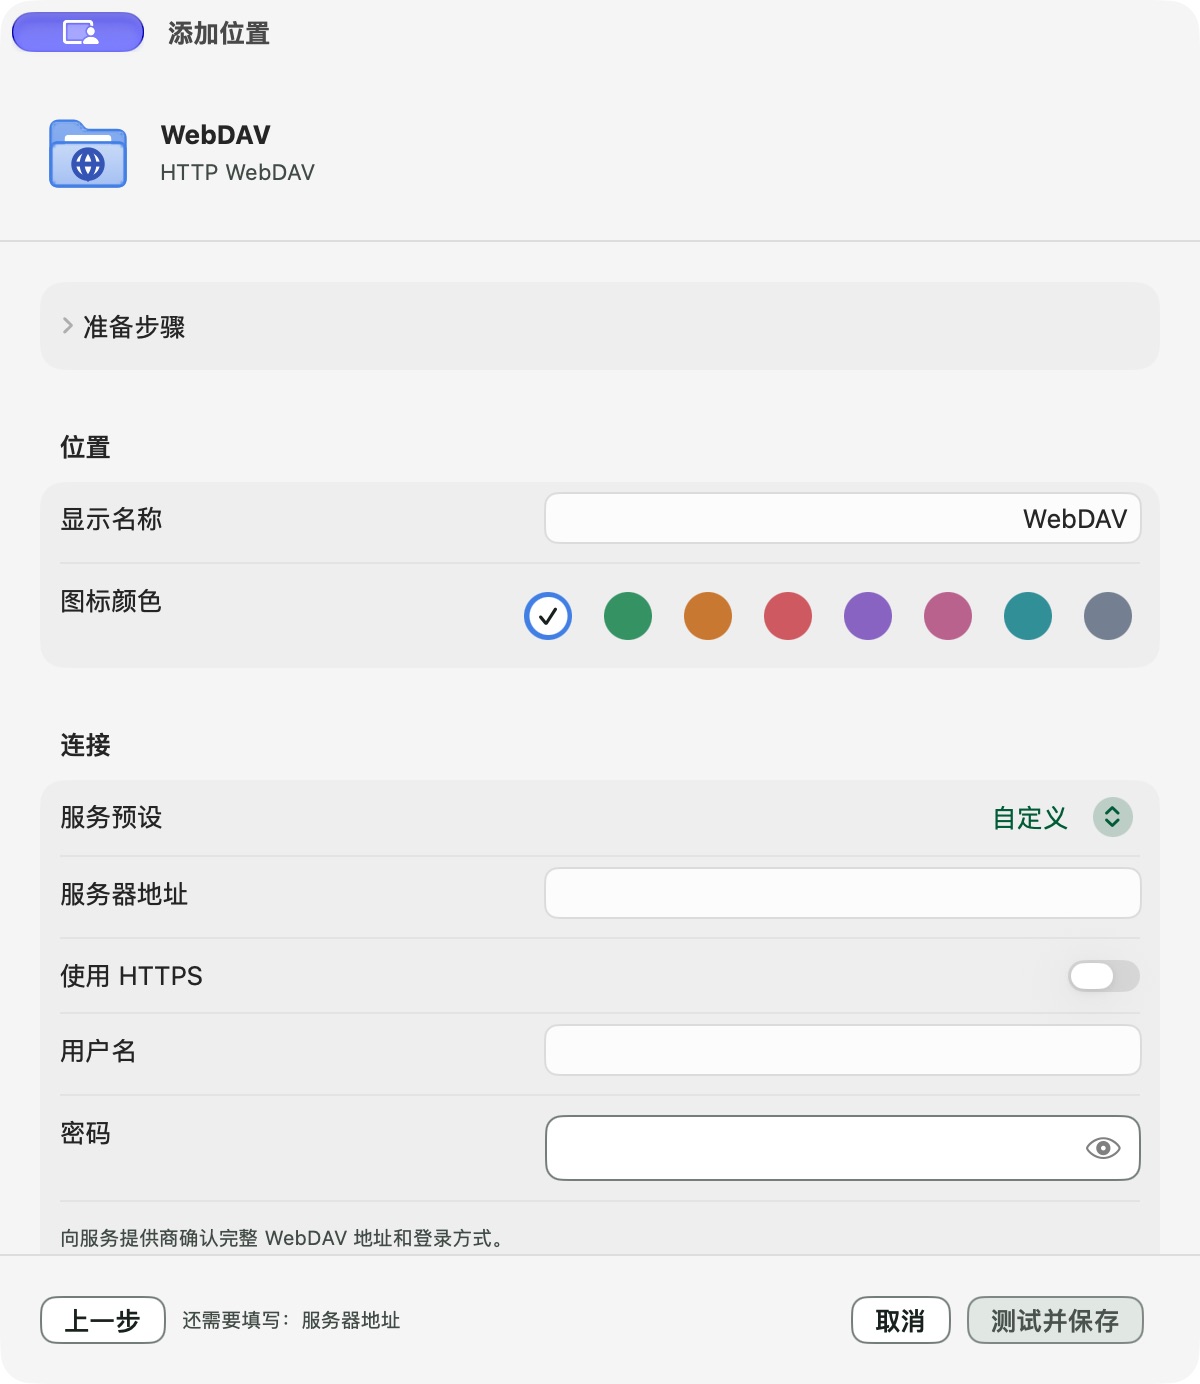 添加位置
WebDAV
HTTP WebDAV
准备步骤
位置
显示名称
WebDAV
图标颜色
连接
服务预设
自定义
服务器地址
使用 HTTPS
用户名
密码
向服务提供商确认完整 WebDAV 地址和登录方式。
上一步
还需要填写：服务器地址
取消
测试并保存